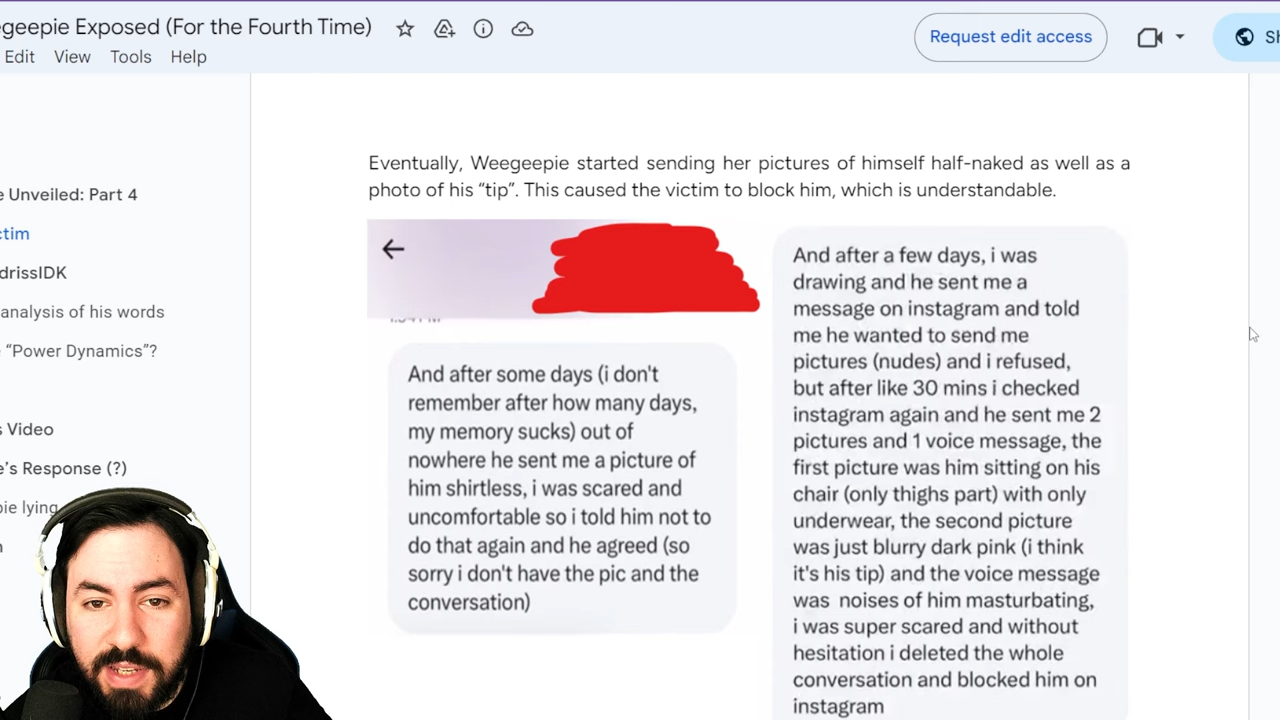 geepie Exposed (For the Fourth Time)
Edit View Tools Help
Request edit access
Unveiled: Part 4
drissIDK
analysis of his words
"Power Dynamics"?
Video
's Response (?)
lying
Eventually, Weegeepie started sending her pictures of himself half-naked as well as a
photo of his “tip”. This caused the victim to block him, which is understandable.
And after some days (i don't
remember after how many days,
my memory sucks) out of
nowhere he sent me a picture of
him shirtless, i was scared and
uncomfortable so i told him not to
do that again and he agreed (so
sorry i don't have the pic and the
conversation)
And after a few days, i was
drawing and he sent me a
message on instagram and told
me he wanted to send me
pictures (nudes) and i refused,
but after like 30 mins i checked
instagram again and he sent me 2
pictures and 1 voice message, the
first picture was him sitting on his
chair (only thighs part) with only
underwear, the second picture
was just blurry dark pink (i think
it's his tip) and the voice message
was noises of him masturbating,
i was super scared and without
hesitation i deleted the whole
conversation and blocked him on
instagram